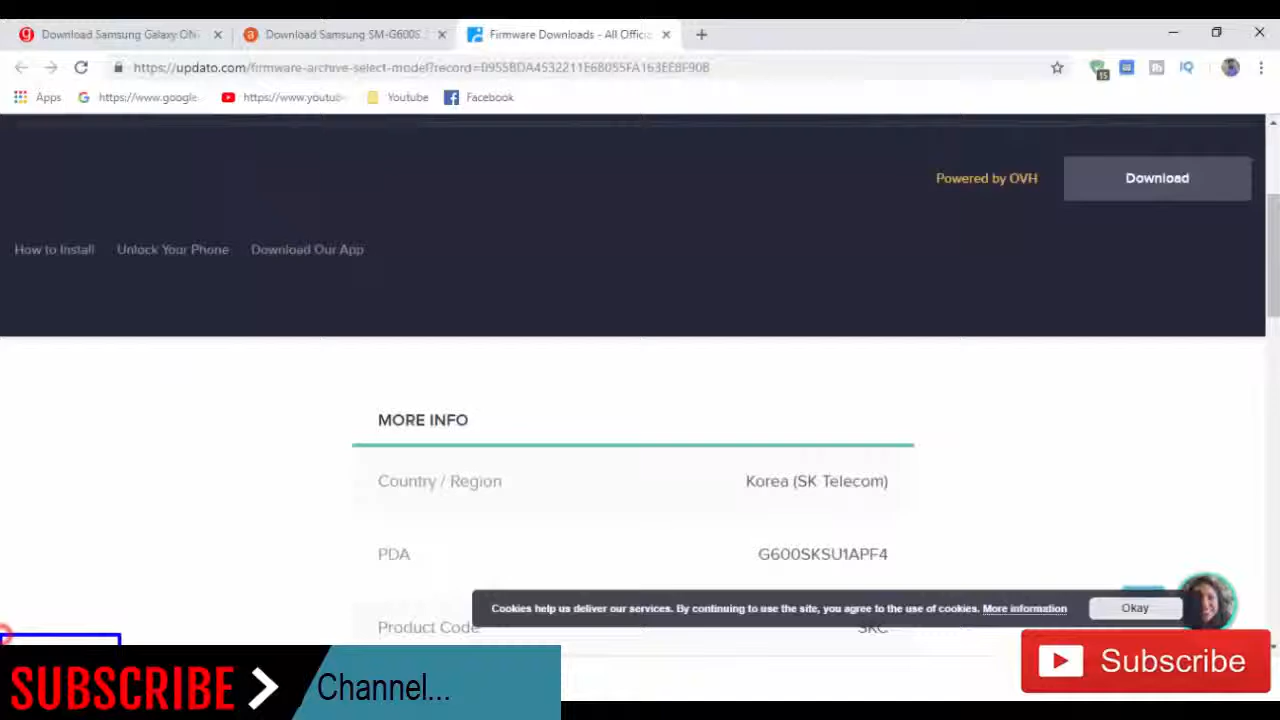 Download Samsung Galaxy ON
Download Samsung SM-G600S
Firmware Downloads - All Offici
https://updato.com/firmware-archive-select-model?record=0955BDA4532211E6B055FA163EE8F90B
15
Apps
https://www.google
https://www.youtub
Youtube
Facebook
Powered by OVH
Download
How to Install
Unlock Your Phone
Download Our App
MORE INFO
Country / Region
Korea (SK Telecom)
PDA
G600SKSU1APF4
Cookies help us deliver our services. By continuing to use the site, you agree to the use of cookies. More information
Okay
Product Code
SKC
SUBSCRIBE
Channel...
Subscribe